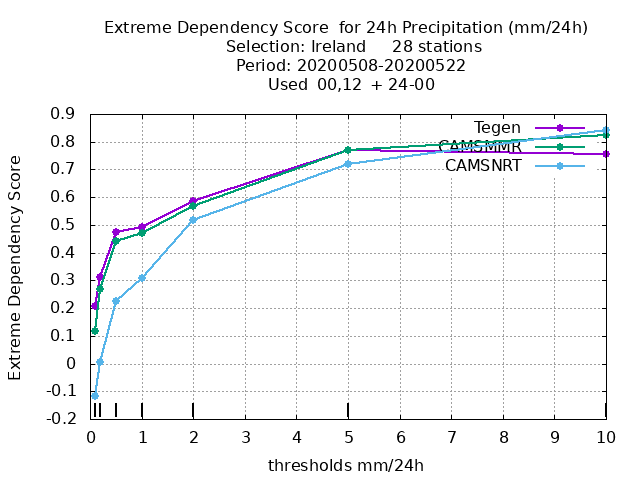 Extreme Dependency Score  for 24h Precipitation (mm/24h)
Selection: Ireland     28 stations
Period: 20200508-20200522
Used  00,12  + 24-00
Extreme Dependency Score
0.9
0.8
0.7
0.6
0.5
0.4
0.3
0.2
0.1
0
-0.1
-0.2
Tegen
CAMSMMR
CAMSNRT
0 1 2 3 4 5 6 7 8 9 10
thresholds mm/24h